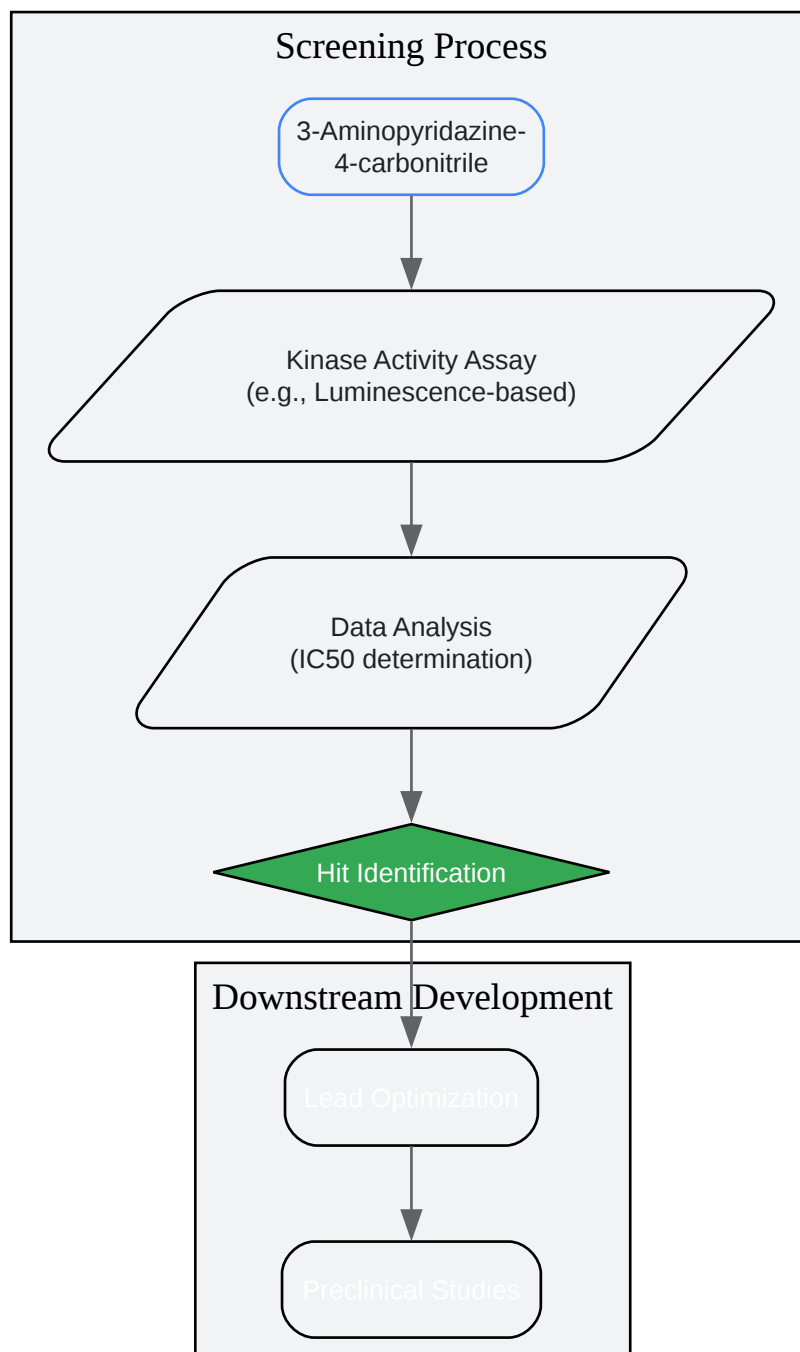 Screening Process
3-Aminopyridazine-
4-carbonitrile
Kinase Activity Assay
(e.g., Luminescence-based)
Data Analysis
(IC50 determination)
Hit Identification
Downstream Development
Lead Optimization
Preclinical Studies